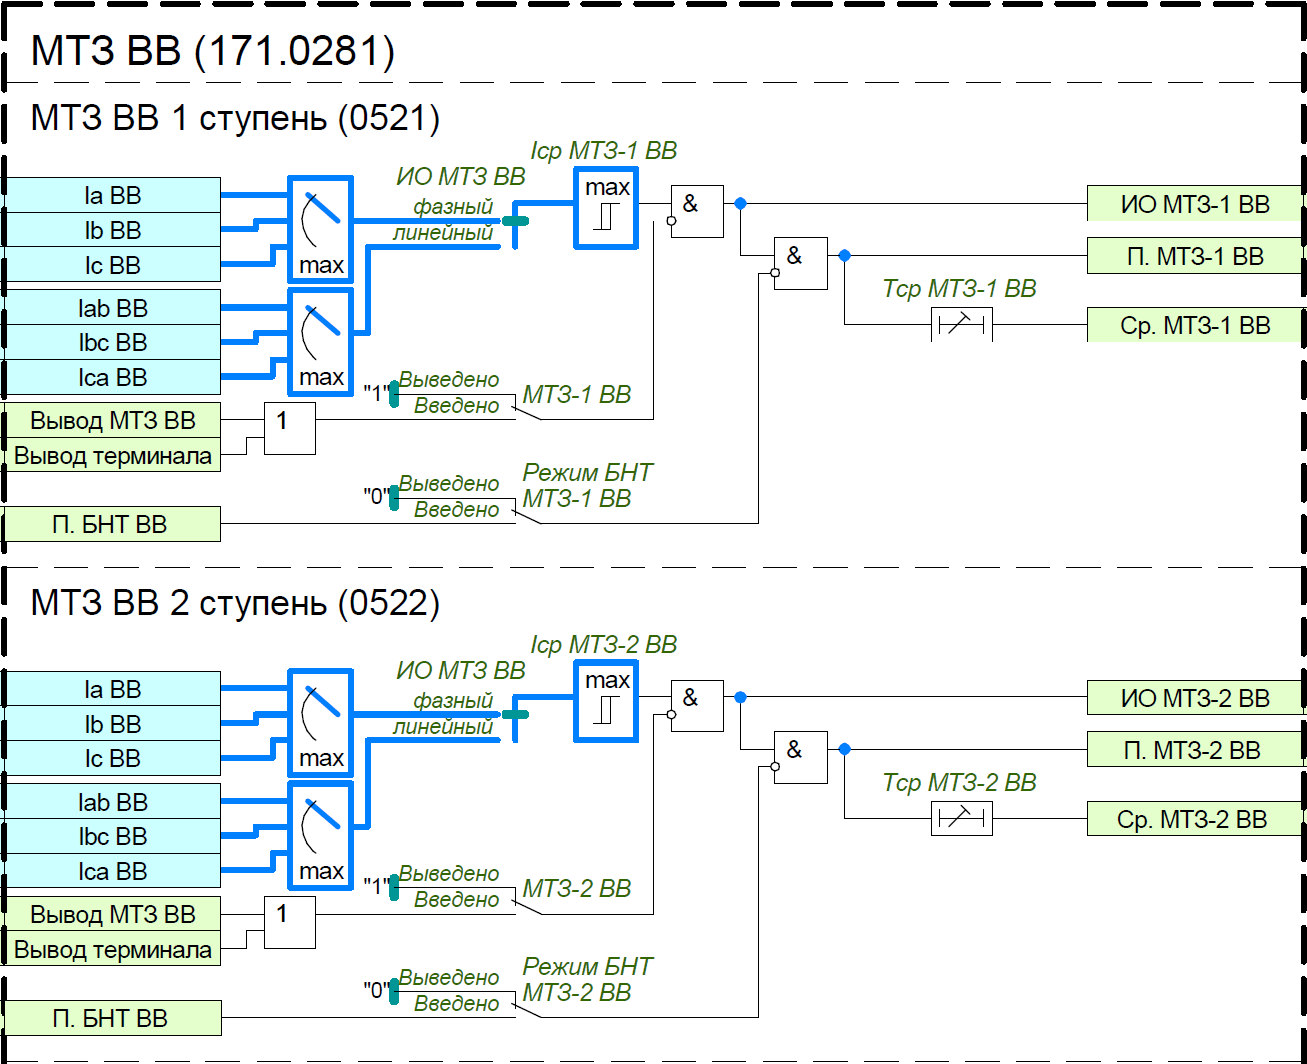 МТЗ ВВ (171.0281)
МТЗ ВВ 1 ступень (0521)
Iср МТЗ-1 ВВ
ИО МТЗ ВВ
фазный
линейный
max
&
ИО МТЗ-1 ВВ
Ia ВВ
Ib ВВ
Ic ВВ
max
&
П. МТЗ-1 ВВ
Tср МТЗ-1 ВВ
Ср. МТЗ-1 ВВ
Iab ВВ
Ibc ВВ
Ica ВВ
max
"1"
Выведено
Введено
МТЗ-1 ВВ
Вывод МТЗ ВВ
Вывод терминала
1
"0"
Выведено
Введено
Режим БНТ
МТЗ-1 ВВ
П. БНТ ВВ
МТЗ ВВ 2 ступень (0522)
Iср МТЗ-2 ВВ
ИО МТЗ ВВ
фазный
линейный
max
&
ИО МТЗ-2 ВВ
Ia ВВ
Ib ВВ
Ic ВВ
max
&
П. МТЗ-2 ВВ
Tср МТЗ-2 ВВ
Ср. МТЗ-2 ВВ
Iab ВВ
Ibc ВВ
Ica ВВ
max
"1"
Выведено
Введено
МТЗ-2 ВВ
Вывод МТЗ ВВ
Вывод терминала
1
"0"
Выведено
Введено
Режим БНТ
МТЗ-2 ВВ
П. БНТ ВВ